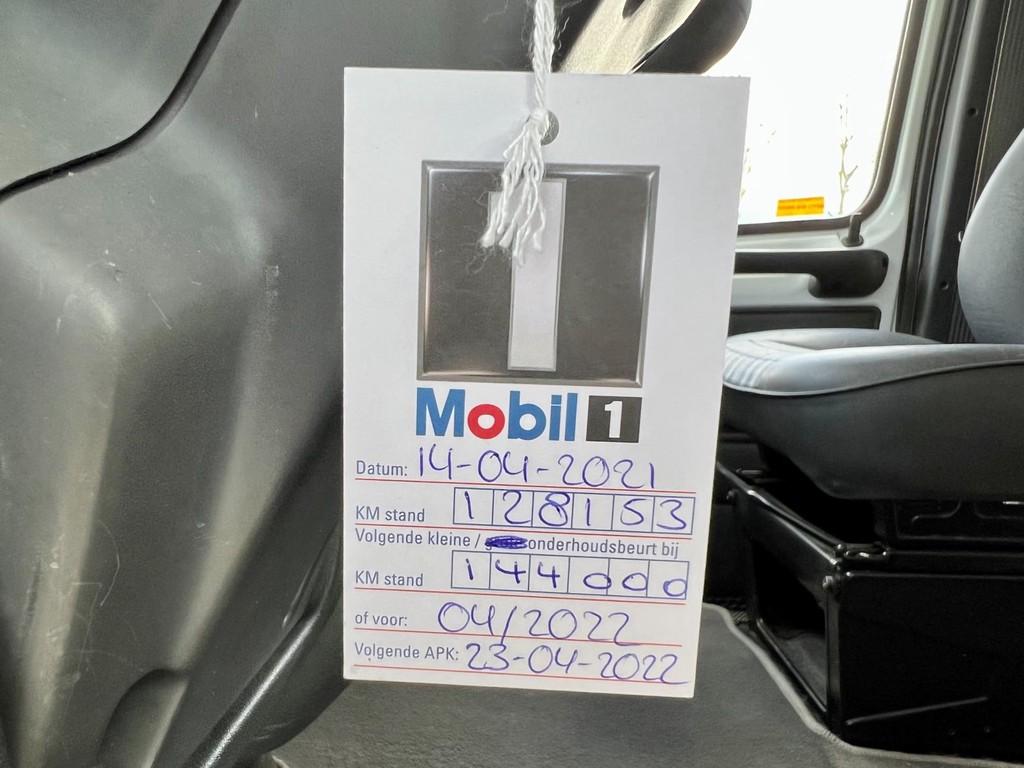 Mobil 1
Datum: 14-04-2021
KM stand 128153
Volgende kleine / onderhoudsbeurt bij
KM stand 144000
of voor: 04/2022
Volgende APK: 23-04-2022